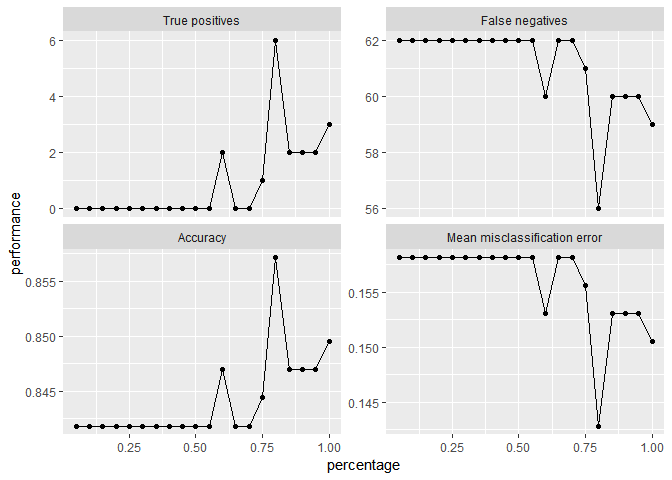 True positives
False negatives
6
4
2
0
62
60
58
56
performance
Accuracy
Mean misclassification error
0.855
0.850
0.845
0.155
0.150
0.145
0.25 0.50 0.75 1.00
0.25 0.50 0.75 1.00
percentage